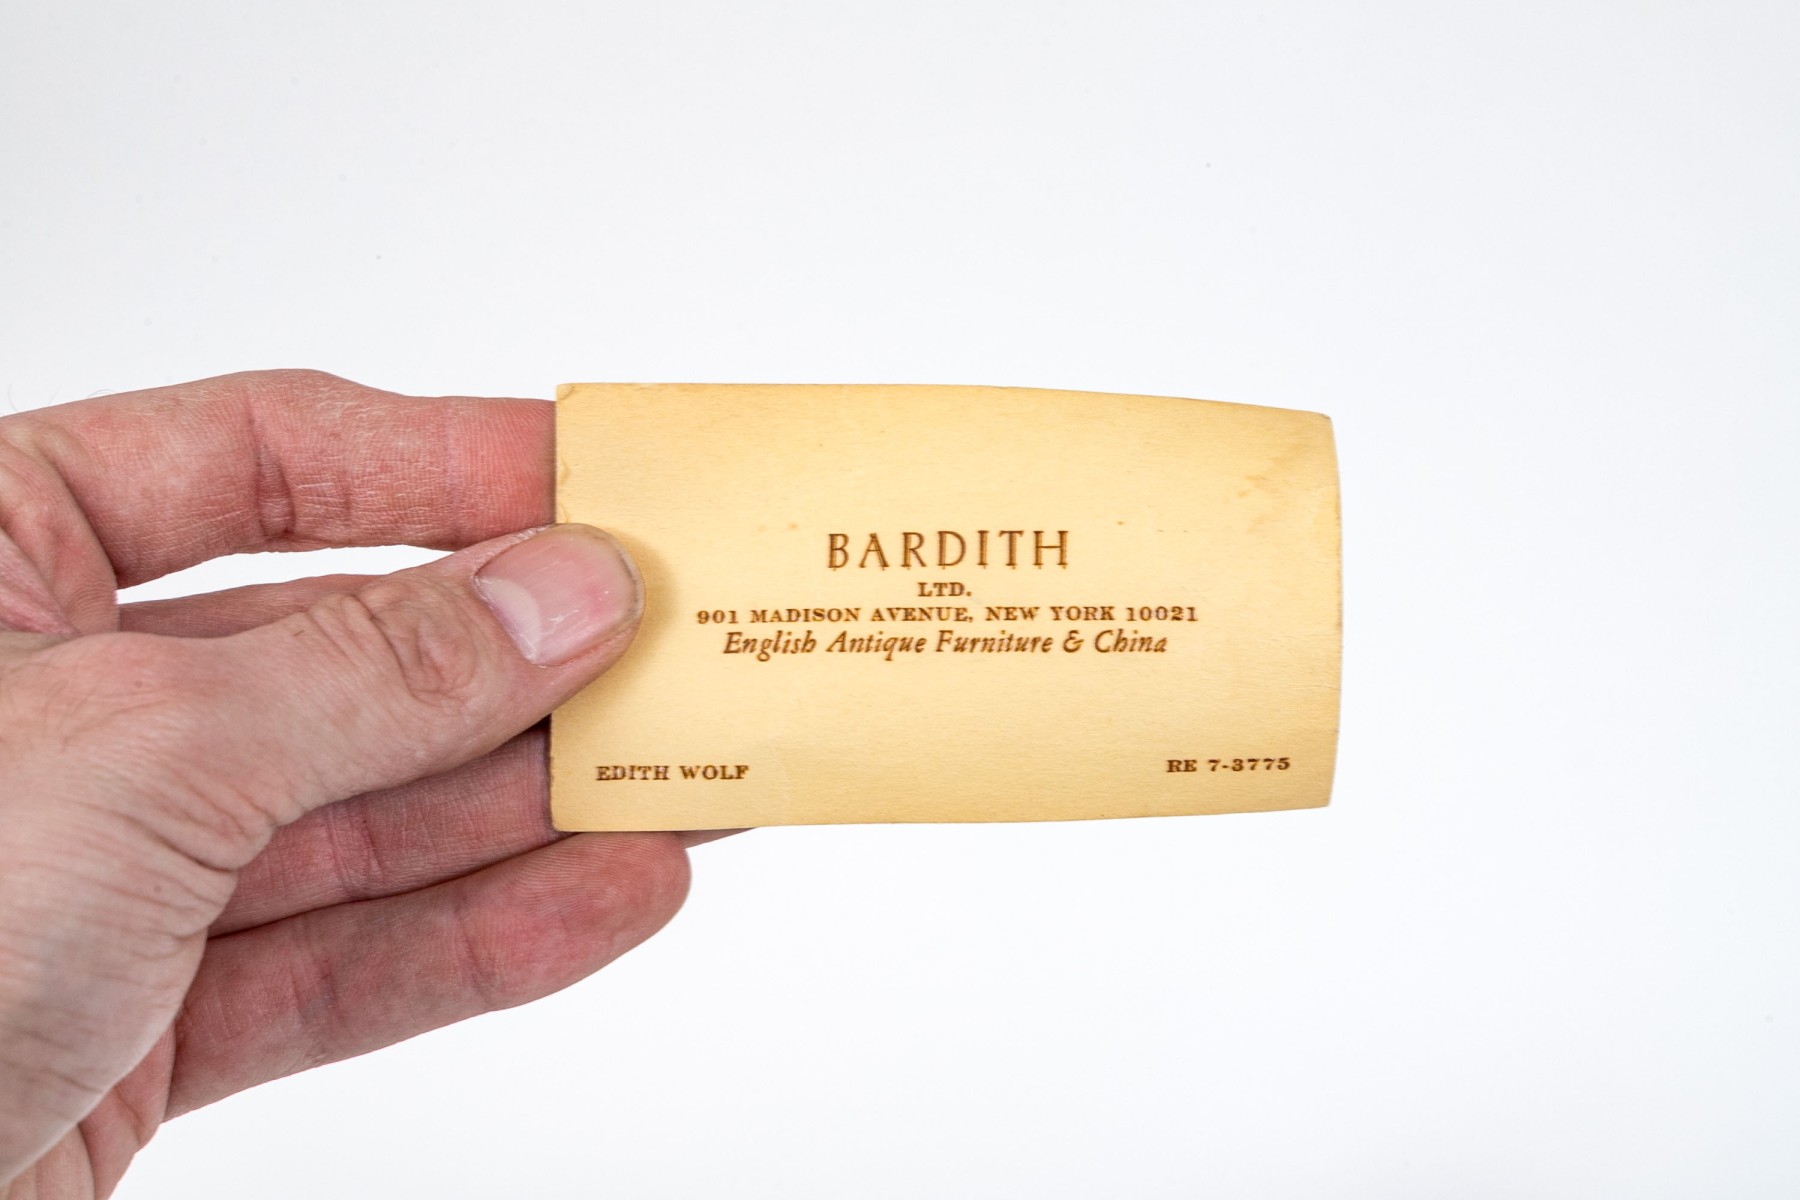 BARDITH
LTD.
901 MADISON AVENUE, NEW YORK 10021
English Antique Furniture & China
EDITH WOLF
RE 7-3775